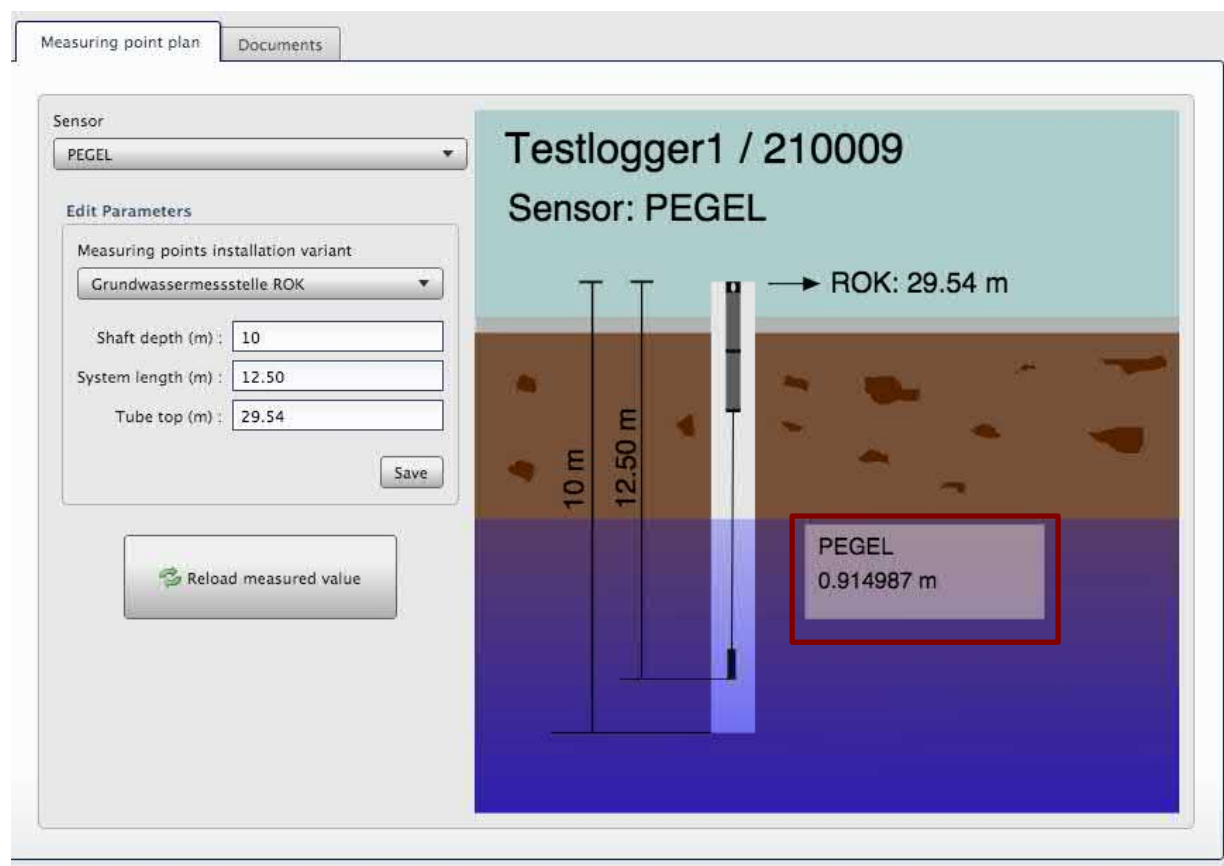 Measuring point plan
Documents
Sensor
PEGEL
Edit Parameters
Measuring points installation variant
Grundwassermessstelle ROK
Shaft depth (m) : 10
System length (m) : 12.50
Tube top (m) : 29.54
Save
Reload measured value
Testlogger1 / 210009
Sensor: PEGEL
ROK: 29.54 m
10 m
12.50 m
PEGEL
0.914987 m